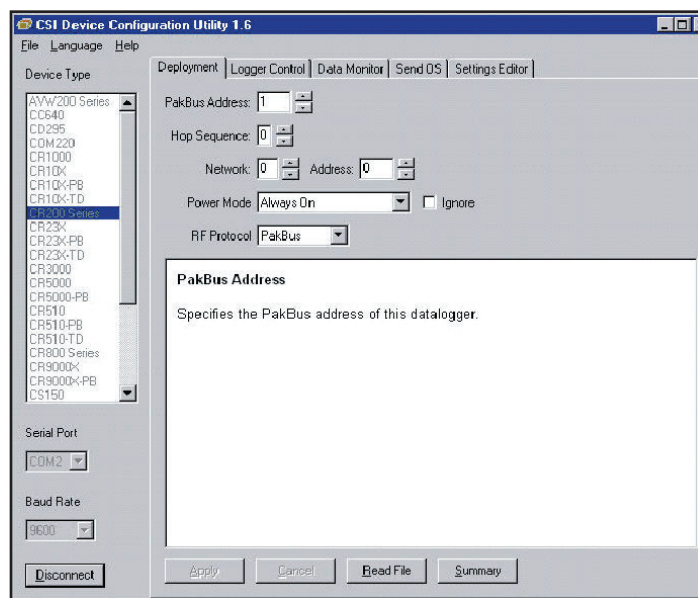 CSI Device Configuration Utility 1.6
File Language Help
Device Type
AVW200 Series
CC640
CD295
COM220
CR1000
CR10X
CR10X-PB
CR10X-TD
CR200 Series
CR23X
CR23X-PB
CR23X-TD
CR3000
CR5000
CR5000-PB
CR510
CR510-PB
CR510-TD
CR800 Series
CR9000X
CR9000X-PB
CS150
Serial Port
COM2
Baud Rate
9600
Disconnect
Deployment Logger Control Data Monitor Send OS Settings Editor
PakBus Address: 1
Hop Sequence: 0
Network: 0 Address: 0
Power Mode Always On Ignore
RF Protocol PakBus
PakBus Address
Specifies the PakBus address of this datalogger.
Apply Cancel Read File Summary